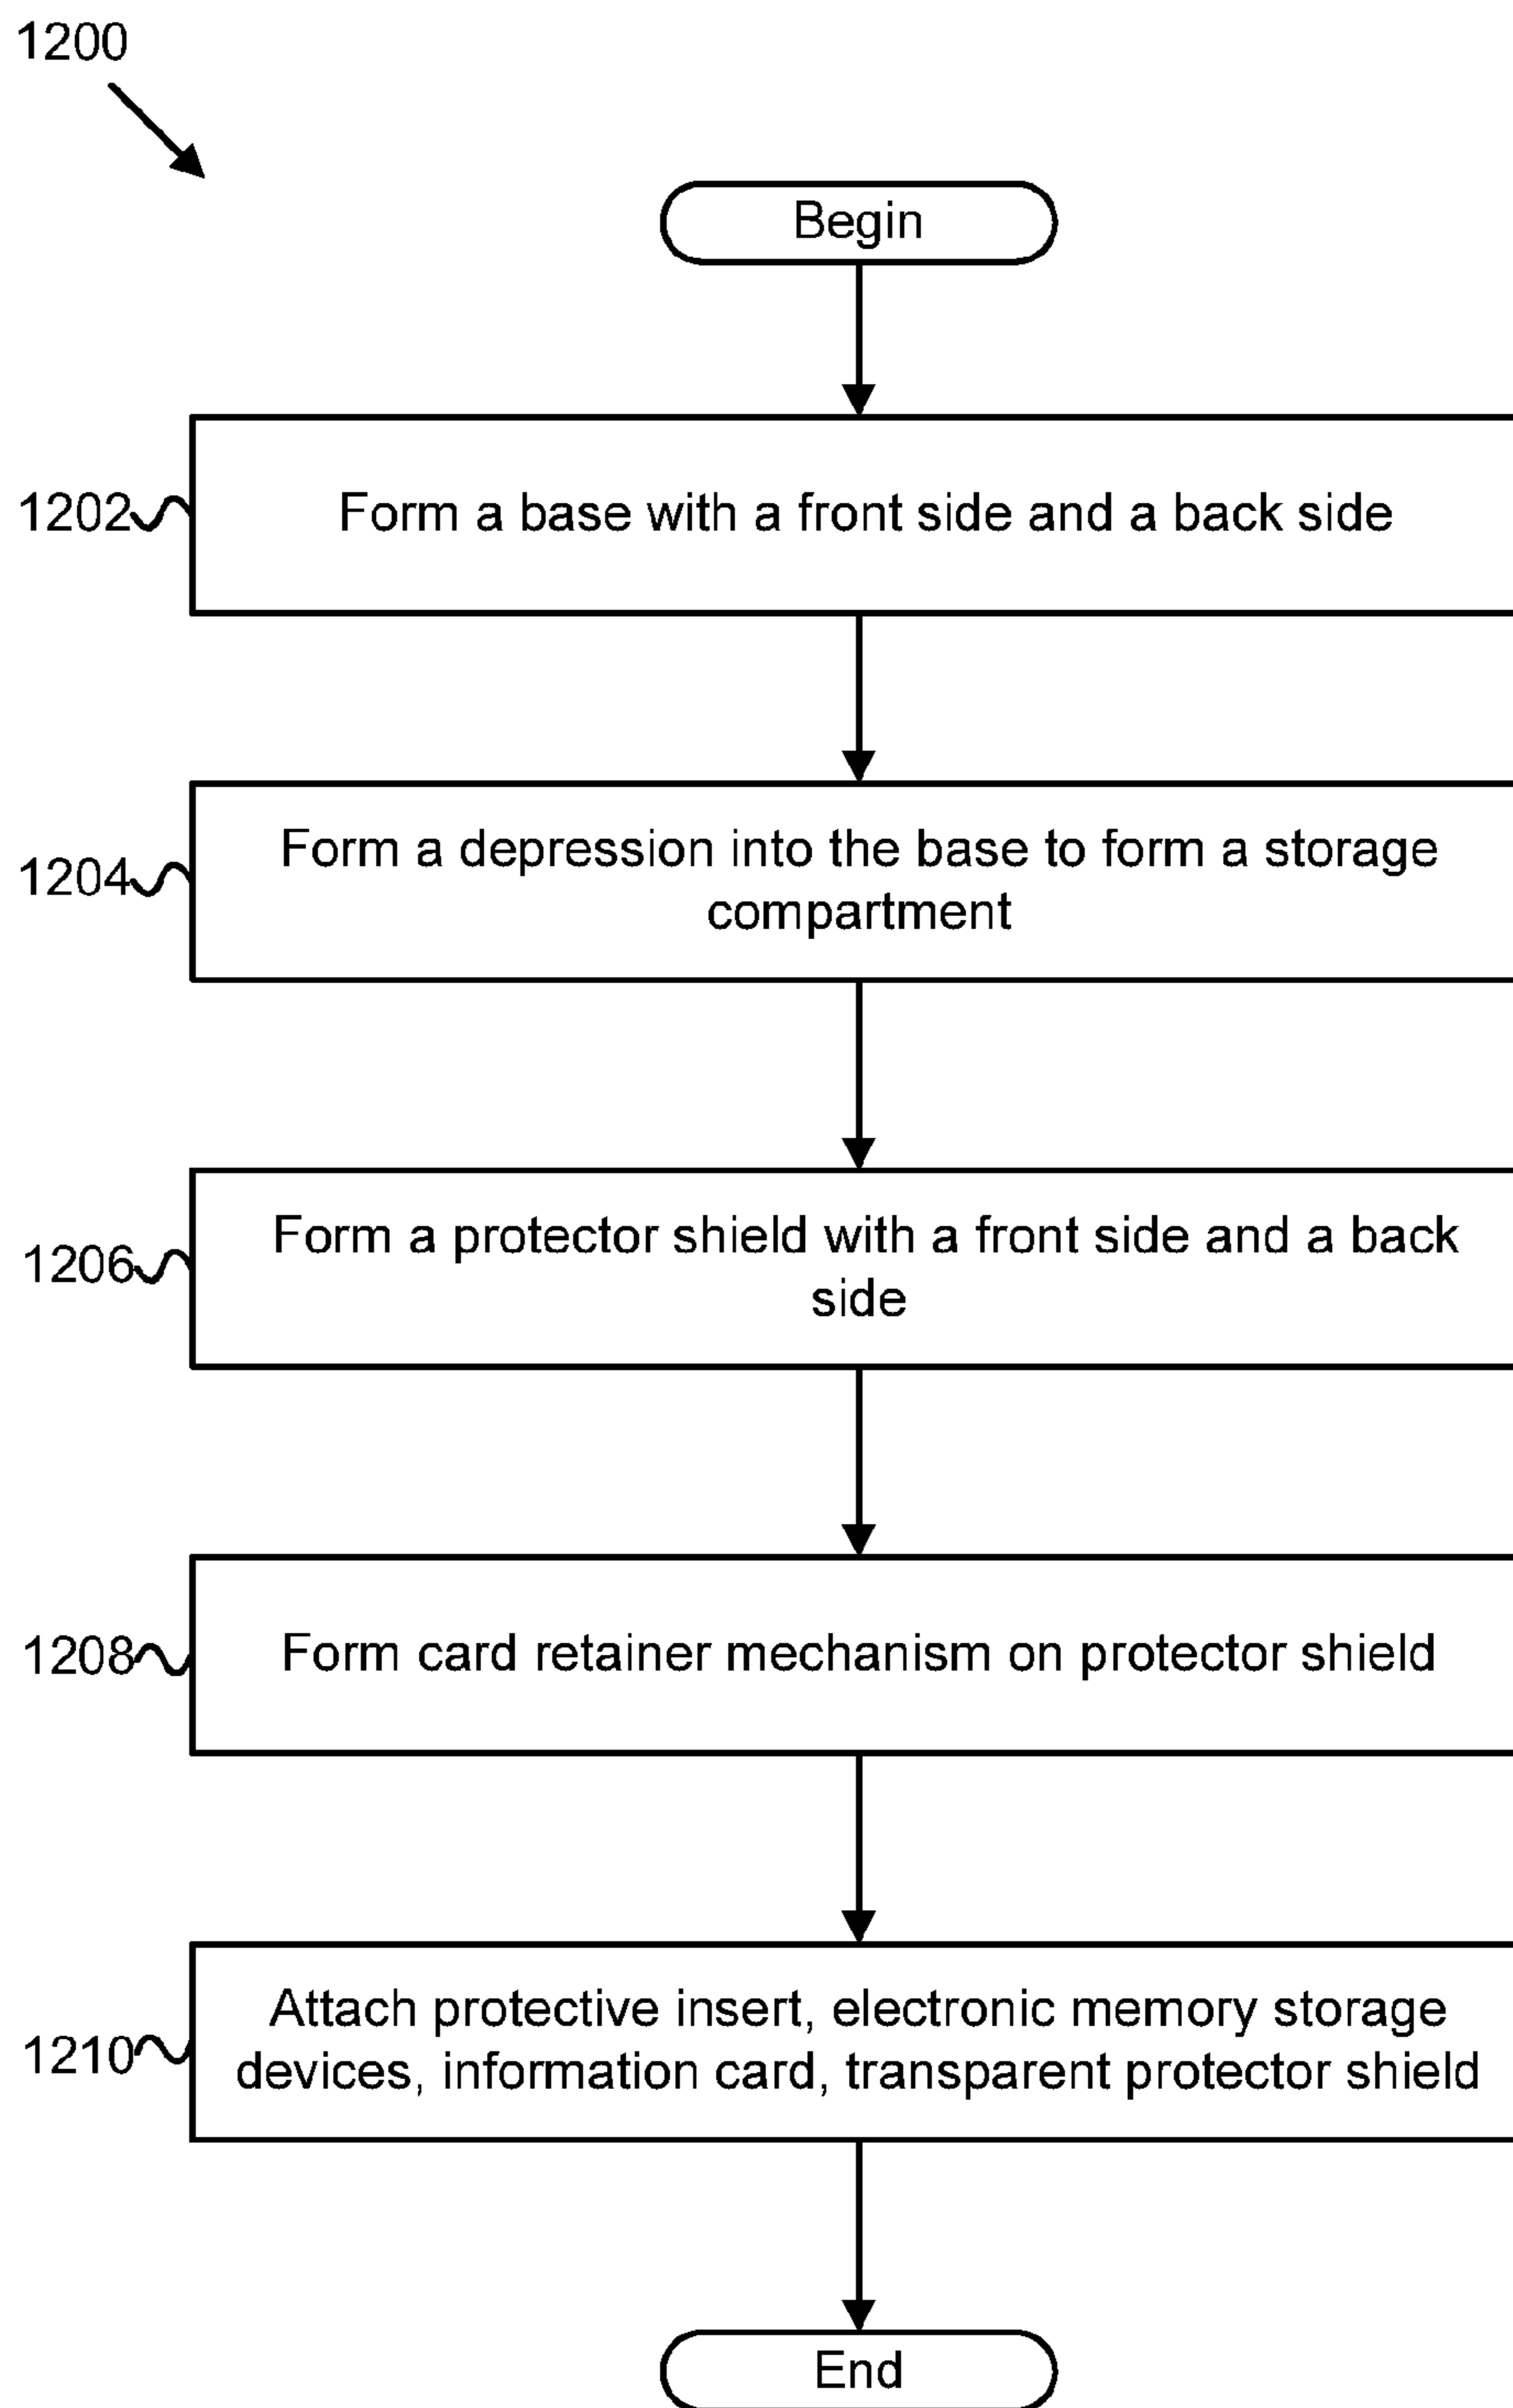 1200
Begin
1202
Form a base with a front side and a back side
1204
Form a depression into the base to form a storage
compartment
1206
Form a protector shield with a front side and a back
side
1208
Form card retainer mechanism on protector shield
1210
Attach protective insert, electronic memory storage
devices, information card, transparent protector shield
End